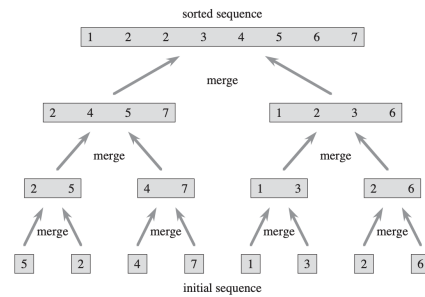 sorted sequence
1 2 2 3 4 5 6 7
merge
2 4 5 7 1 2 3 6
merge merge
2 5 4 7 1 3 2 6
merge merge merge merge
5 2 4 7 1 3 2 6
initial sequence